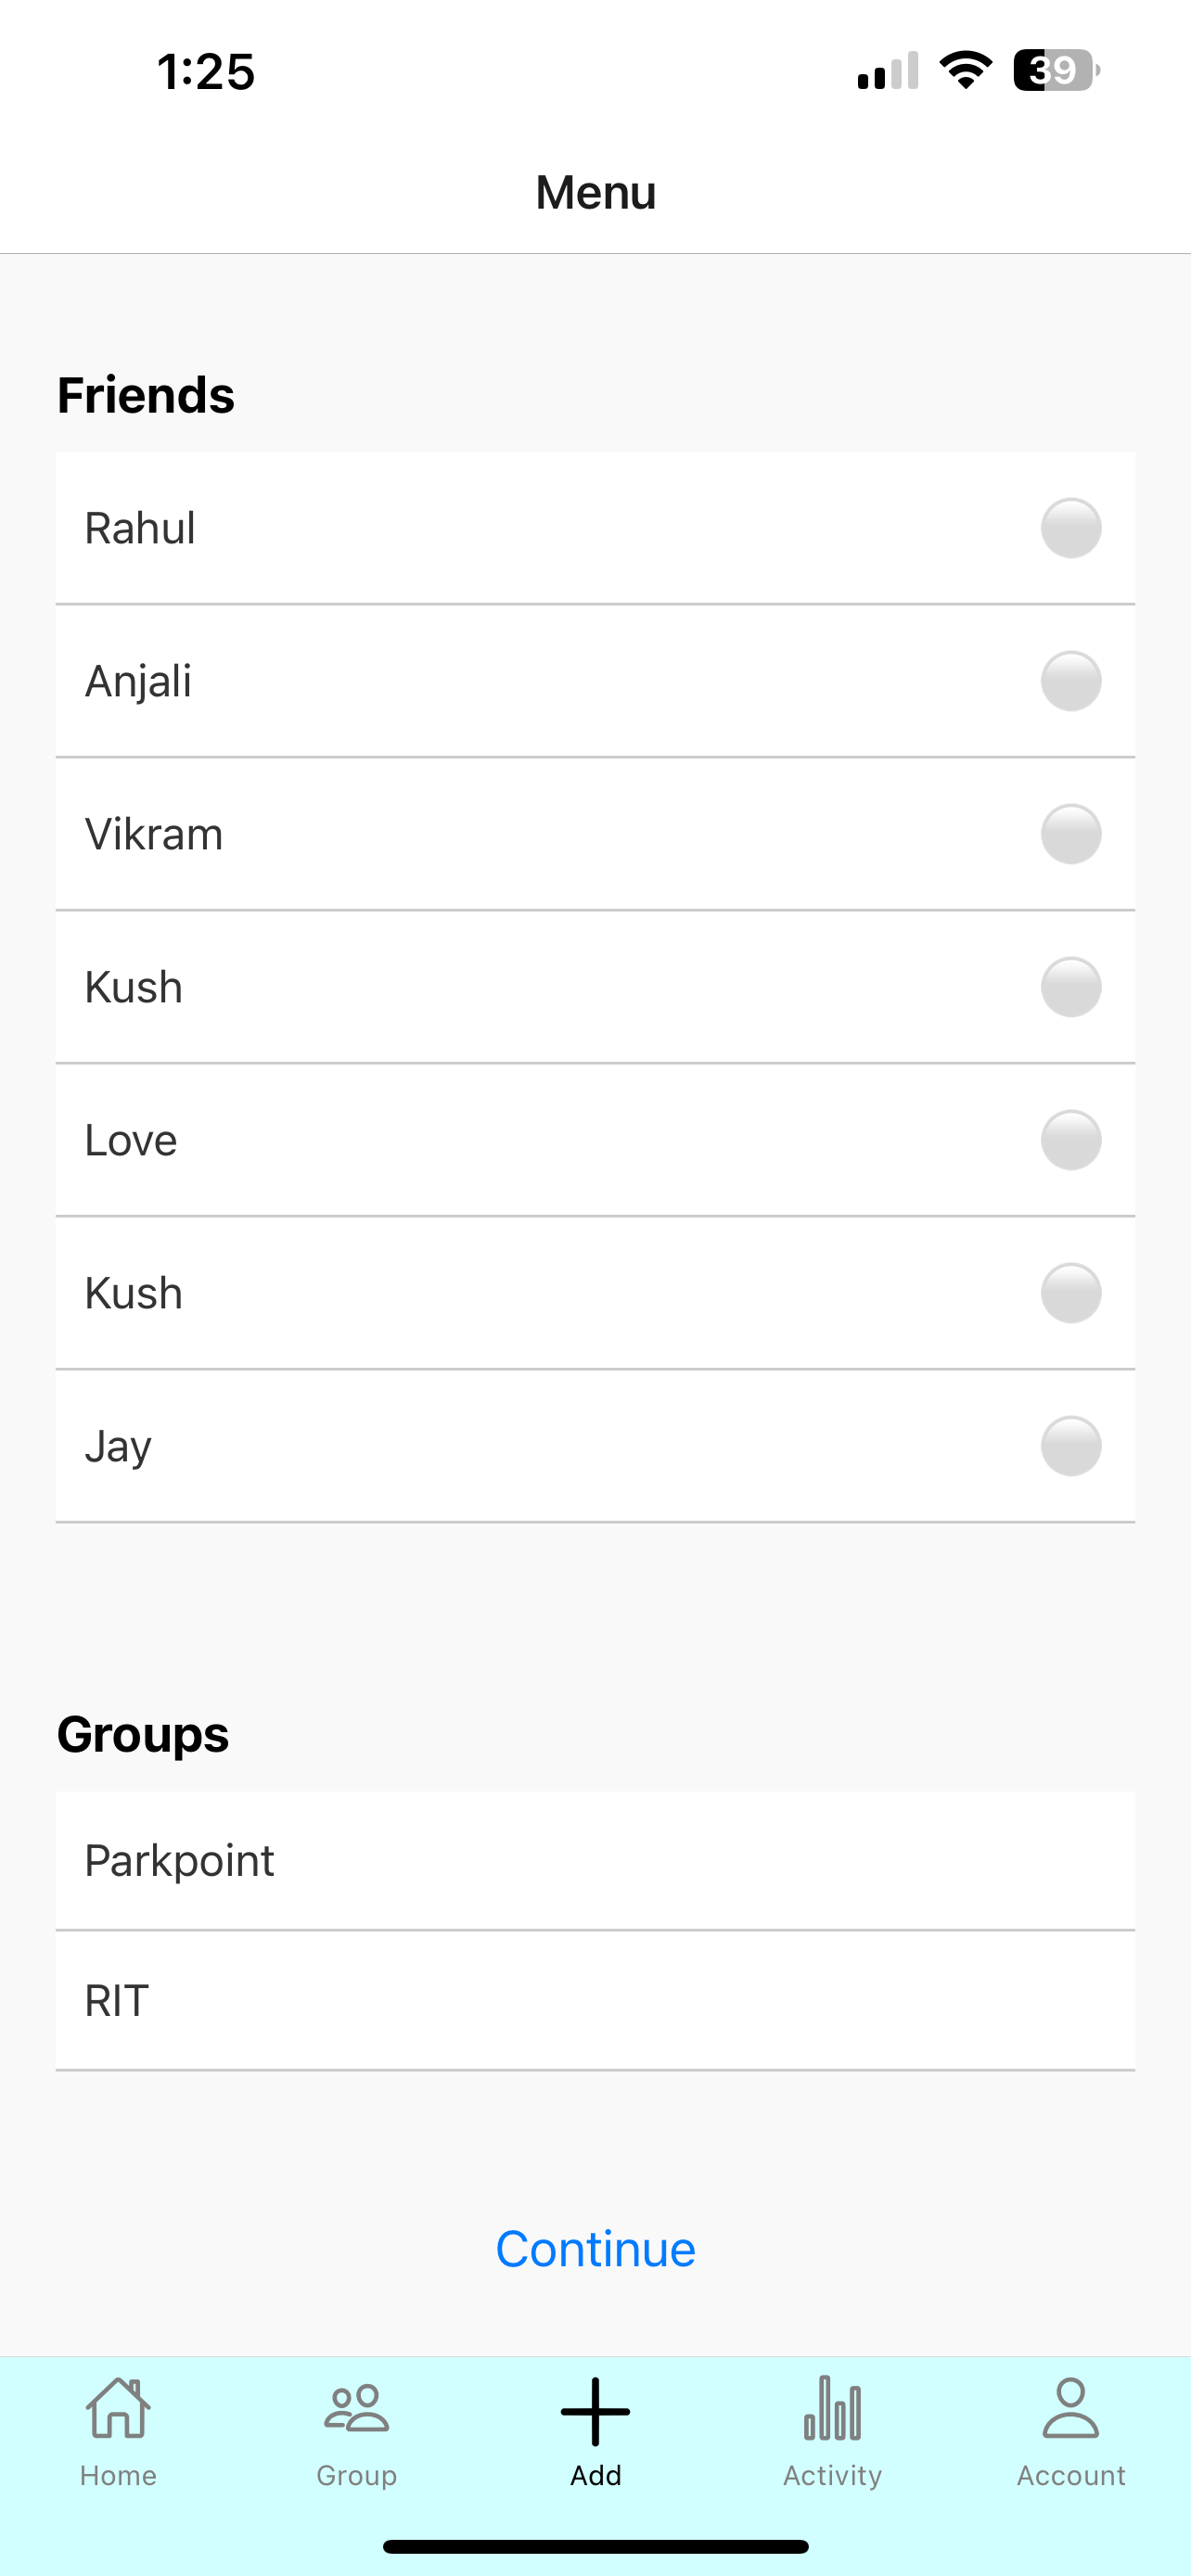 1:25
39
Menu
Friends
Rahul
Anjali
Vikram
Kush
Love
Kush
Jay
Groups
Parkpoint
RIT
Continue
Home Group Add Activity Account